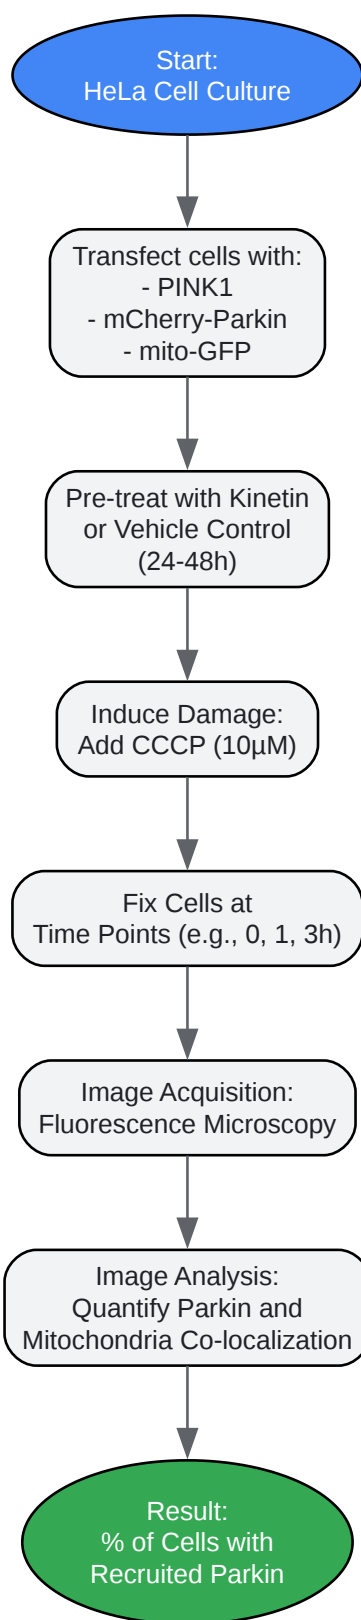 Start:
HeLa Cell Culture
Transfect cells with:
- PINK1
- mCherry-Parkin
- mito-GFP
Pre-treat with Kinetin
or Vehicle Control
(24-48h)
Induce Damage:
Add CCCP (10μM)
Fix Cells at
Time Points (e.g., 0, 1, 3h)
Image Acquisition:
Fluorescence Microscopy
Image Analysis:
Quantify Parkin and
Mitochondria Co-localization
Result:
% of Cells with
Recruited Parkin